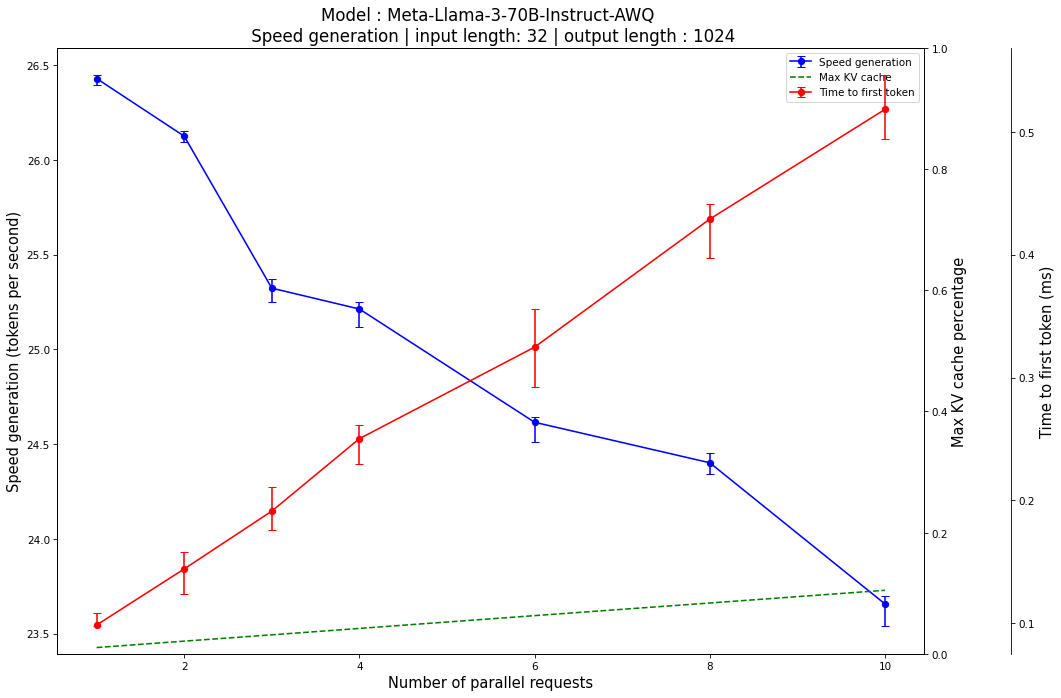 Model : Meta-Llama-3-70B-Instruct-AWQ
Speed generation | input length: 32 | output length : 1024
Speed generation
Max KV cache
Time to first token
Speed generation (tokens per second)
26.5
26.0
25.5
25.0
24.5
24.0
23.5
2
4
6
8
10
Number of parallel requests
1.0
0.8
0.6
0.4
0.2
0.0
Max KV cache percentage
0.5
0.4
0.3
0.2
0.1
Time to first token (ms)